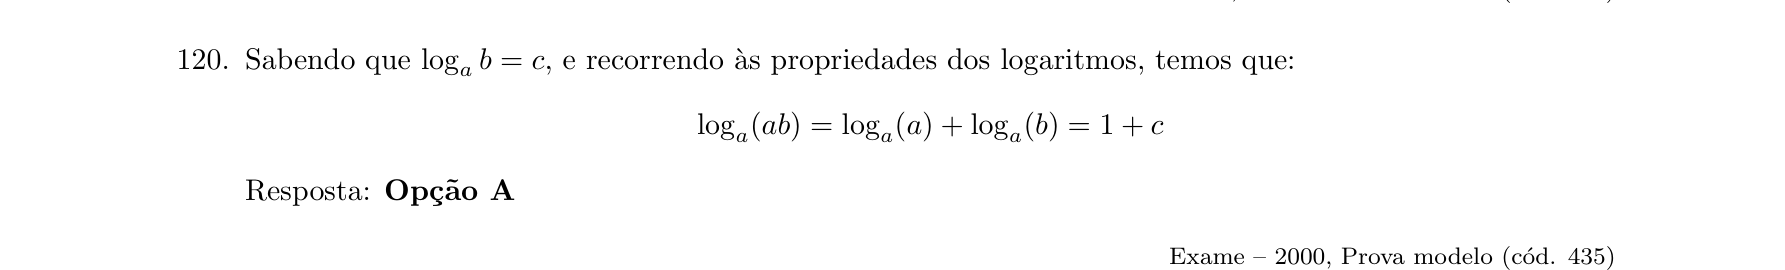 120. Sabendo que log_a b = c, e recorrendo às propriedades dos logaritmos, temos que:
log_a(ab) = log_a(a) + log_a(b) = 1 + c
Resposta: Opção A
Exame – 2000, Prova modelo (cód. 435)